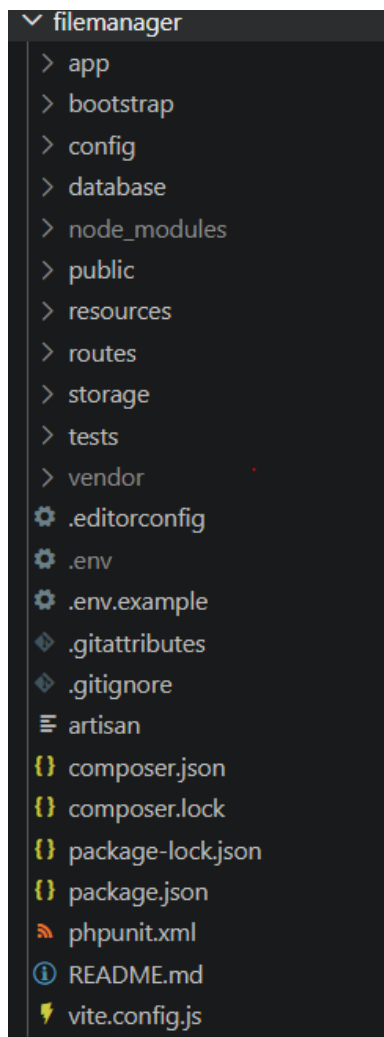 filemanager
app
bootstrap
config
database
node_modules
public
resources
routes
storage
tests
vendor
.editorconfig
.env
.env.example
.gitattributes
.gitignore
artisan
composer.json
composer.lock
package-lock.json
package.json
phpunit.xml
README.md
vite.config.js